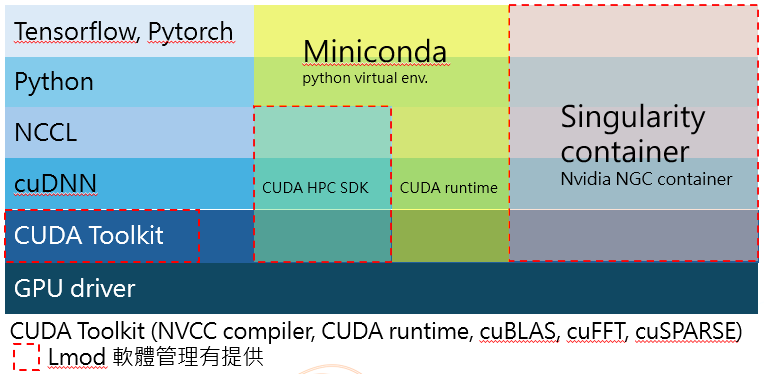 Tensorflow, Pytorch
Python
NCCL
cuDNN
CUDA Toolkit
GPU driver
Miniconda
python virtual env.
CUDA HPC SDK
CUDA runtime
Singularity
container
Nvidia NGC container
CUDA Toolkit (NVCC compiler, CUDA runtime, cuBLAS, cuFFT, cuSPARSE)
Lmod 軟體管理有提供